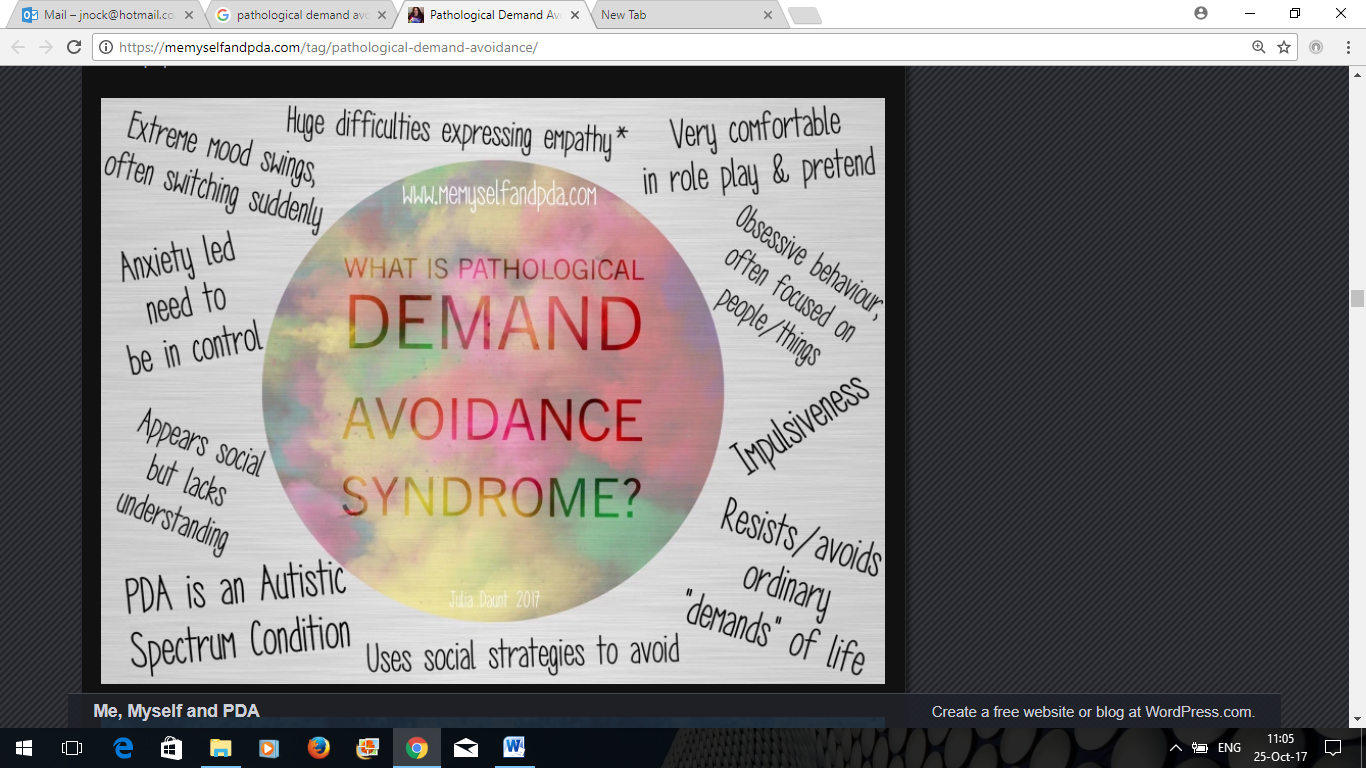 Mail – jnock@hotmail.co
pathological demand avo
Pathological Demand Av
New Tab
https://memyselfandpda.com/tag/pathological-demand-avoidance/
Extreme mood swings,
often switching suddenly
Huge difficulties expressing empathy*
Very comfortable
in role play & pretend
www.memyselfandpda.com
Anxiety led
need to
be in control
WHAT IS PATHOLOGICAL
DEMAND
AVOIDANCE
SYNDROME?
Obsessive behaviour,
often focused on
people/things
Impulsiveness
Appears social
but lacks
understanding
Resists/avoids
ordinary
"demands" of life
PDA is an Autistic
Spectrum Condition
Julia Daunt 2017
Uses social strategies to avoid
Me, Myself and PDA
Create a free website or blog at WordPress.com.
ENG
11:05
25-Oct-17